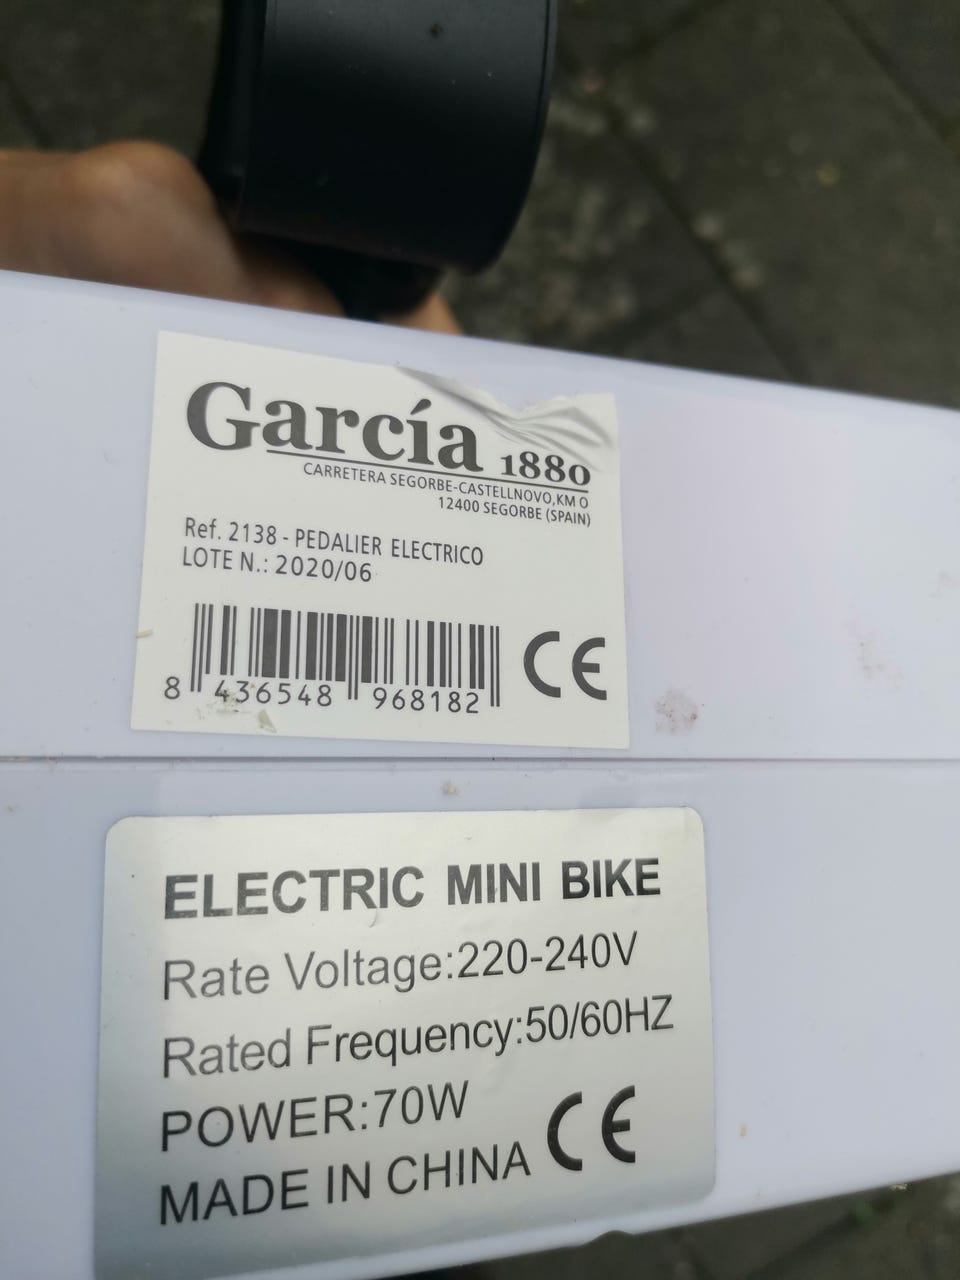 García 1880
CARRETERA SEGORBE-CASTELLNOVO,KM 0
12400 SEGORBE (SPAIN)
Ref. 2138 - PEDALIER ELECTRICO
LOTE N.: 2020/06
8 436548 968182
CE
ELECTRIC MINI BIKE
Rate Voltage:220-240V
Rated Frequency:50/60HZ
POWER:70W
MADE IN CHINA CE